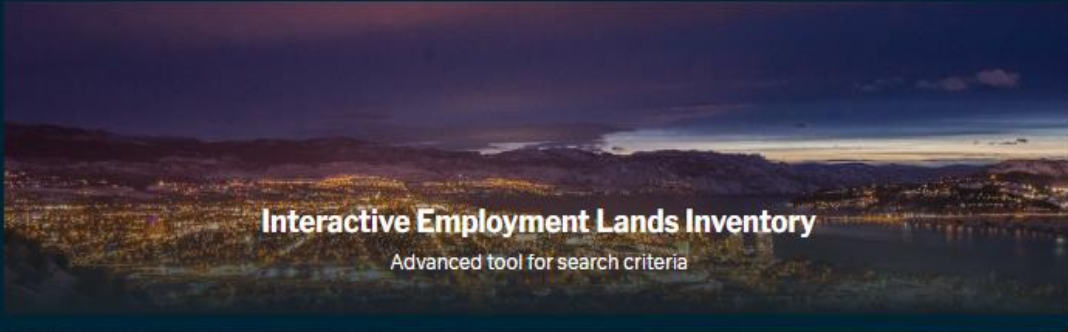 Interactive Employment Lands Inventory
Advanced tool for search criteria